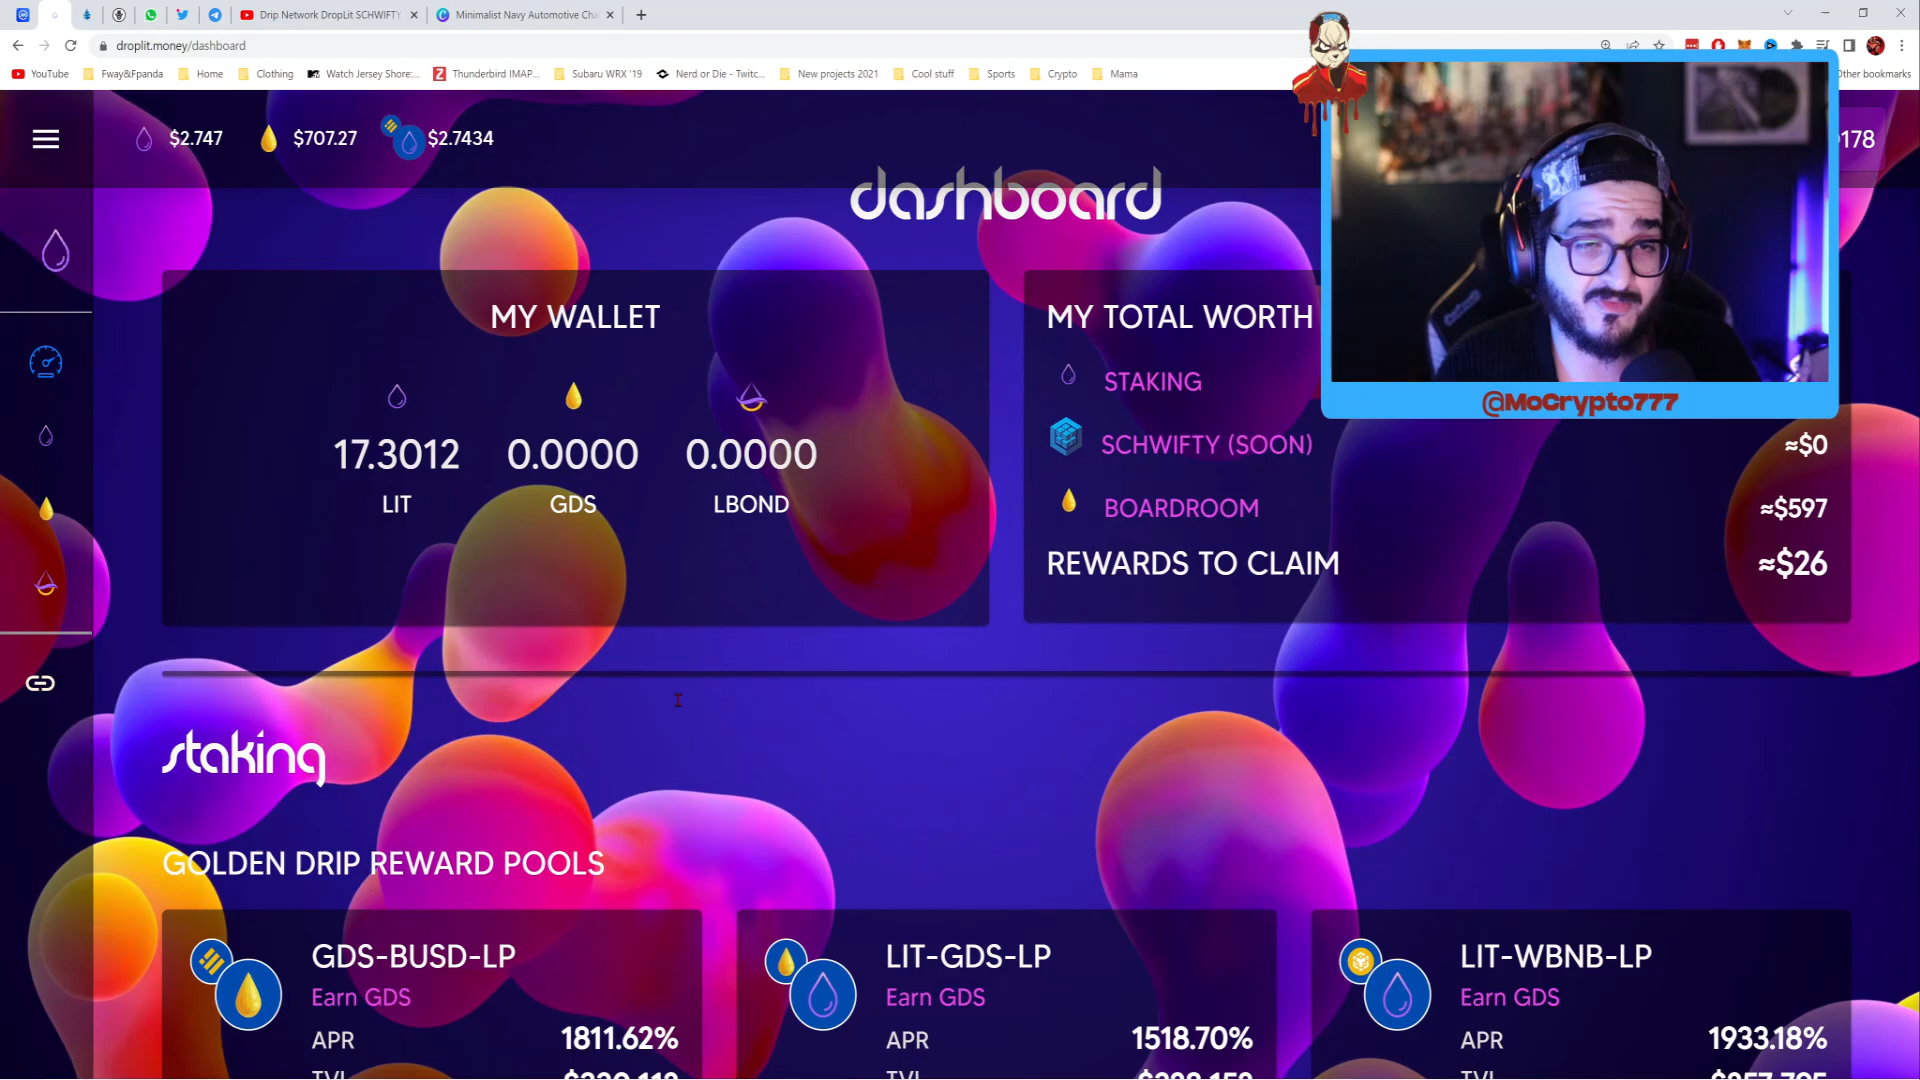 Drip Network DropLit SCHWIFTY
Minimalist Navy Automotive Cha
droplit.money/dashboard
YouTube
Fway&Fpanda
Home
Clothing
Watch Jersey Shore:...
Thunderbird IMAP...
Subaru WRX '19
Nerd or Die - Twitc...
New projects 2021
Cool stuff
Sports
Crypto
Mama
Other bookmarks
$2.747
$707.27
$2.7434
0178
dashboard
MY WALLET
17.3012
0.0000
0.0000
LIT
GDS
LBOND
MY TOTAL WORTH
STAKING
SCHWIFTY (SOON)
≈$0
BOARDROOM
≈$597
REWARDS TO CLAIM
≈$26
@MoCrypto777
staking
GOLDEN DRIP REWARD POOLS
GDS-BUSD-LP
Earn GDS
APR
1811.62%
LIT-GDS-LP
Earn GDS
APR
1518.70%
LIT-WBNB-LP
Earn GDS
APR
1933.18%